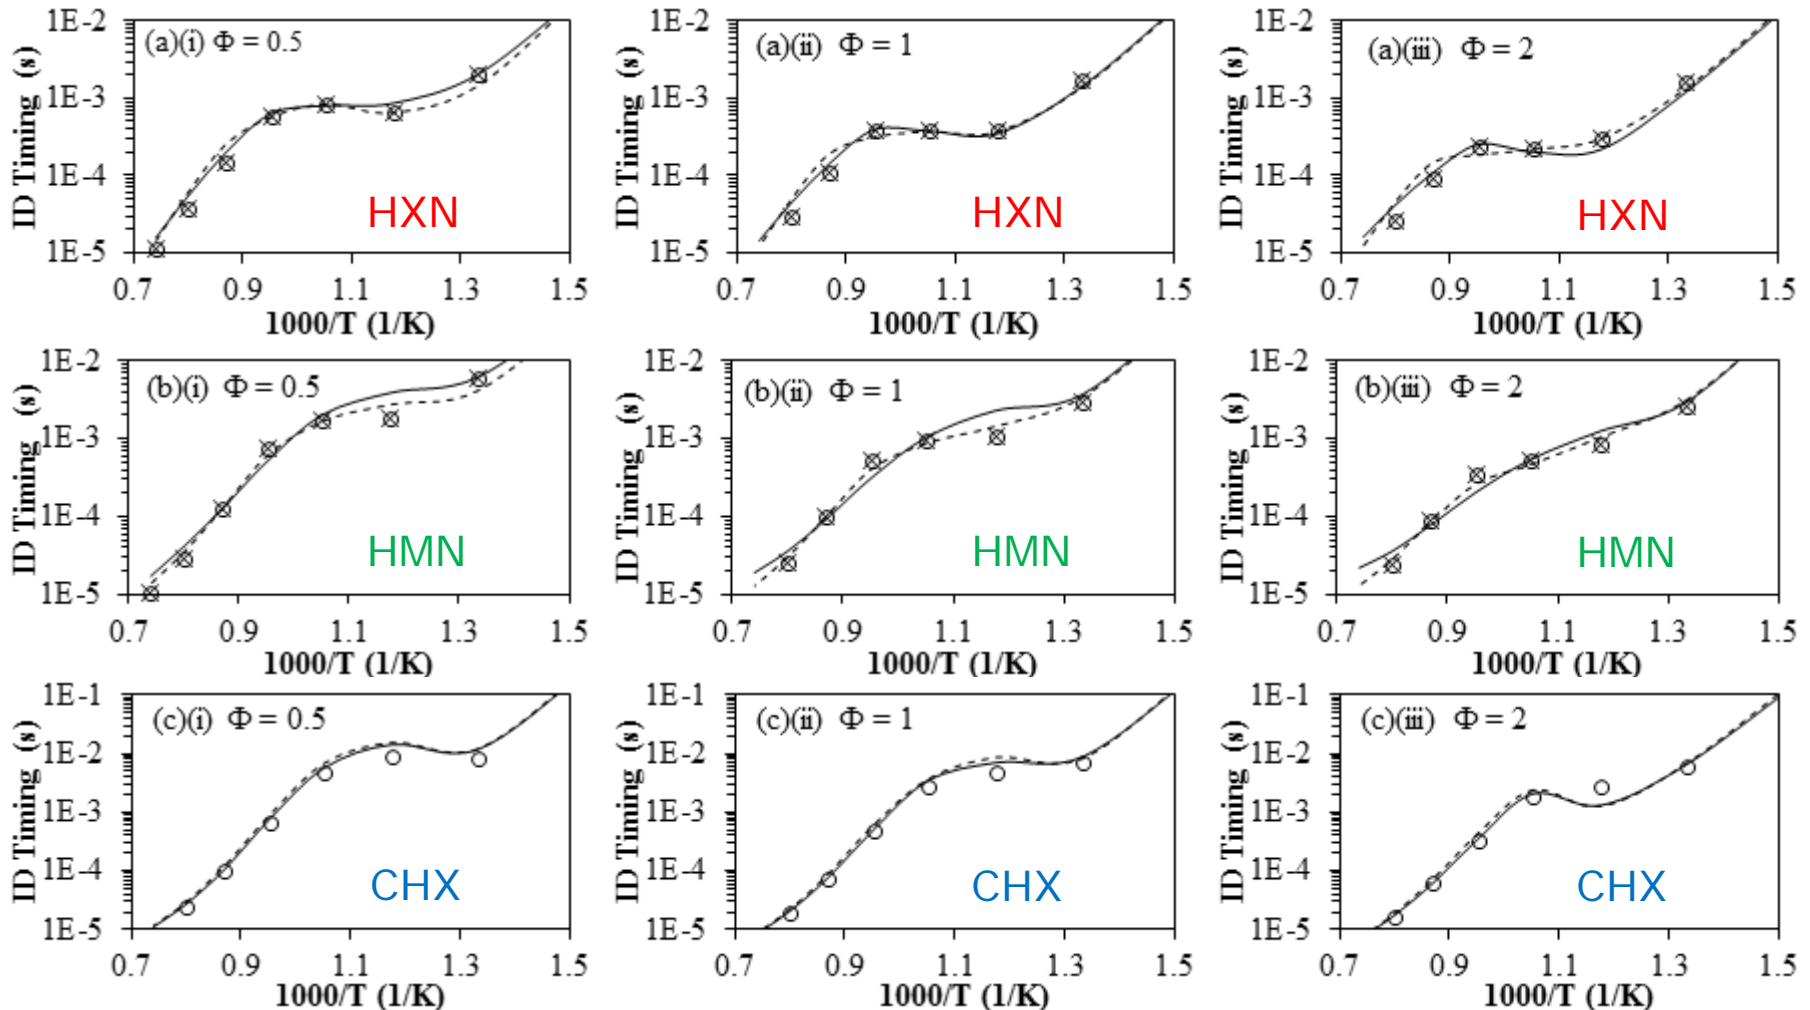 ID Timing (s)
1E-2
1E-3
1E-4
1E-5
(a)(i) Φ = 0.5
HXN
0.7 0.9 1.1 1.3 1.5
1000/T (1/K)
ID Timing (s)
1E-2
1E-3
1E-4
1E-5
(a)(ii) Φ = 1
HXN
0.7 0.9 1.1 1.3 1.5
1000/T (1/K)
ID Timing (s)
1E-2
1E-3
1E-4
1E-5
(a)(iii) Φ = 2
HXN
0.7 0.9 1.1 1.3 1.5
1000/T (1/K)
ID Timing (s)
1E-2
1E-3
1E-4
1E-5
(b)(i) Φ = 0.5
HMN
0.7 0.9 1.1 1.3 1.5
1000/T (1/K)
ID Timing (s)
1E-2
1E-3
1E-4
1E-5
(b)(ii) Φ = 1
HMN
0.7 0.9 1.1 1.3 1.5
1000/T (1/K)
ID Timing (s)
1E-2
1E-3
1E-4
1E-5
(b)(iii) Φ = 2
HMN
0.7 0.9 1.1 1.3 1.5
1000/T (1/K)
ID Timing (s)
1E-1
1E-2
1E-3
1E-4
1E-5
(c)(i) Φ = 0.5
CHX
0.7 0.9 1.1 1.3 1.5
1000/T (1/K)
ID Timing (s)
1E-1
1E-2
1E-3
1E-4
1E-5
(c)(ii) Φ = 1
CHX
0.7 0.9 1.1 1.3 1.5
1000/T (1/K)
ID Timing (s)
1E-1
1E-2
1E-3
1E-4
1E-5
(c)(iii) Φ = 2
CHX
0.7 0.9 1.1 1.3 1.5
1000/T (1/K)